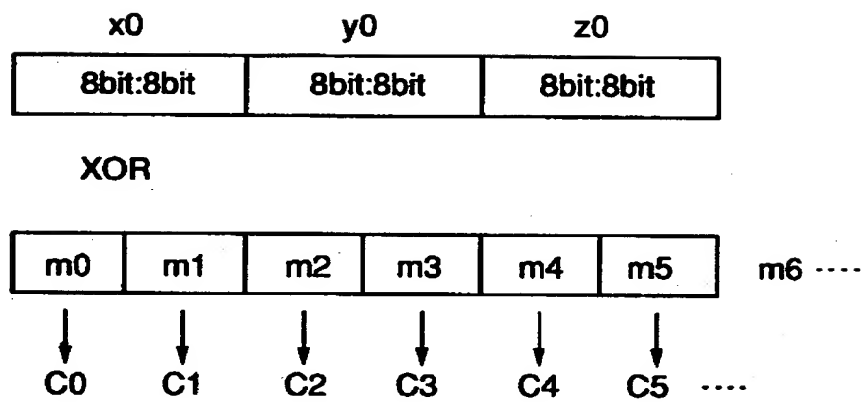 x0 y0 z0
8bit:8bit 8bit:8bit 8bit:8bit
XOR
m0 m1 m2 m3 m4 m5 m6 ····
C0 C1 C2 C3 C4 C5 ····